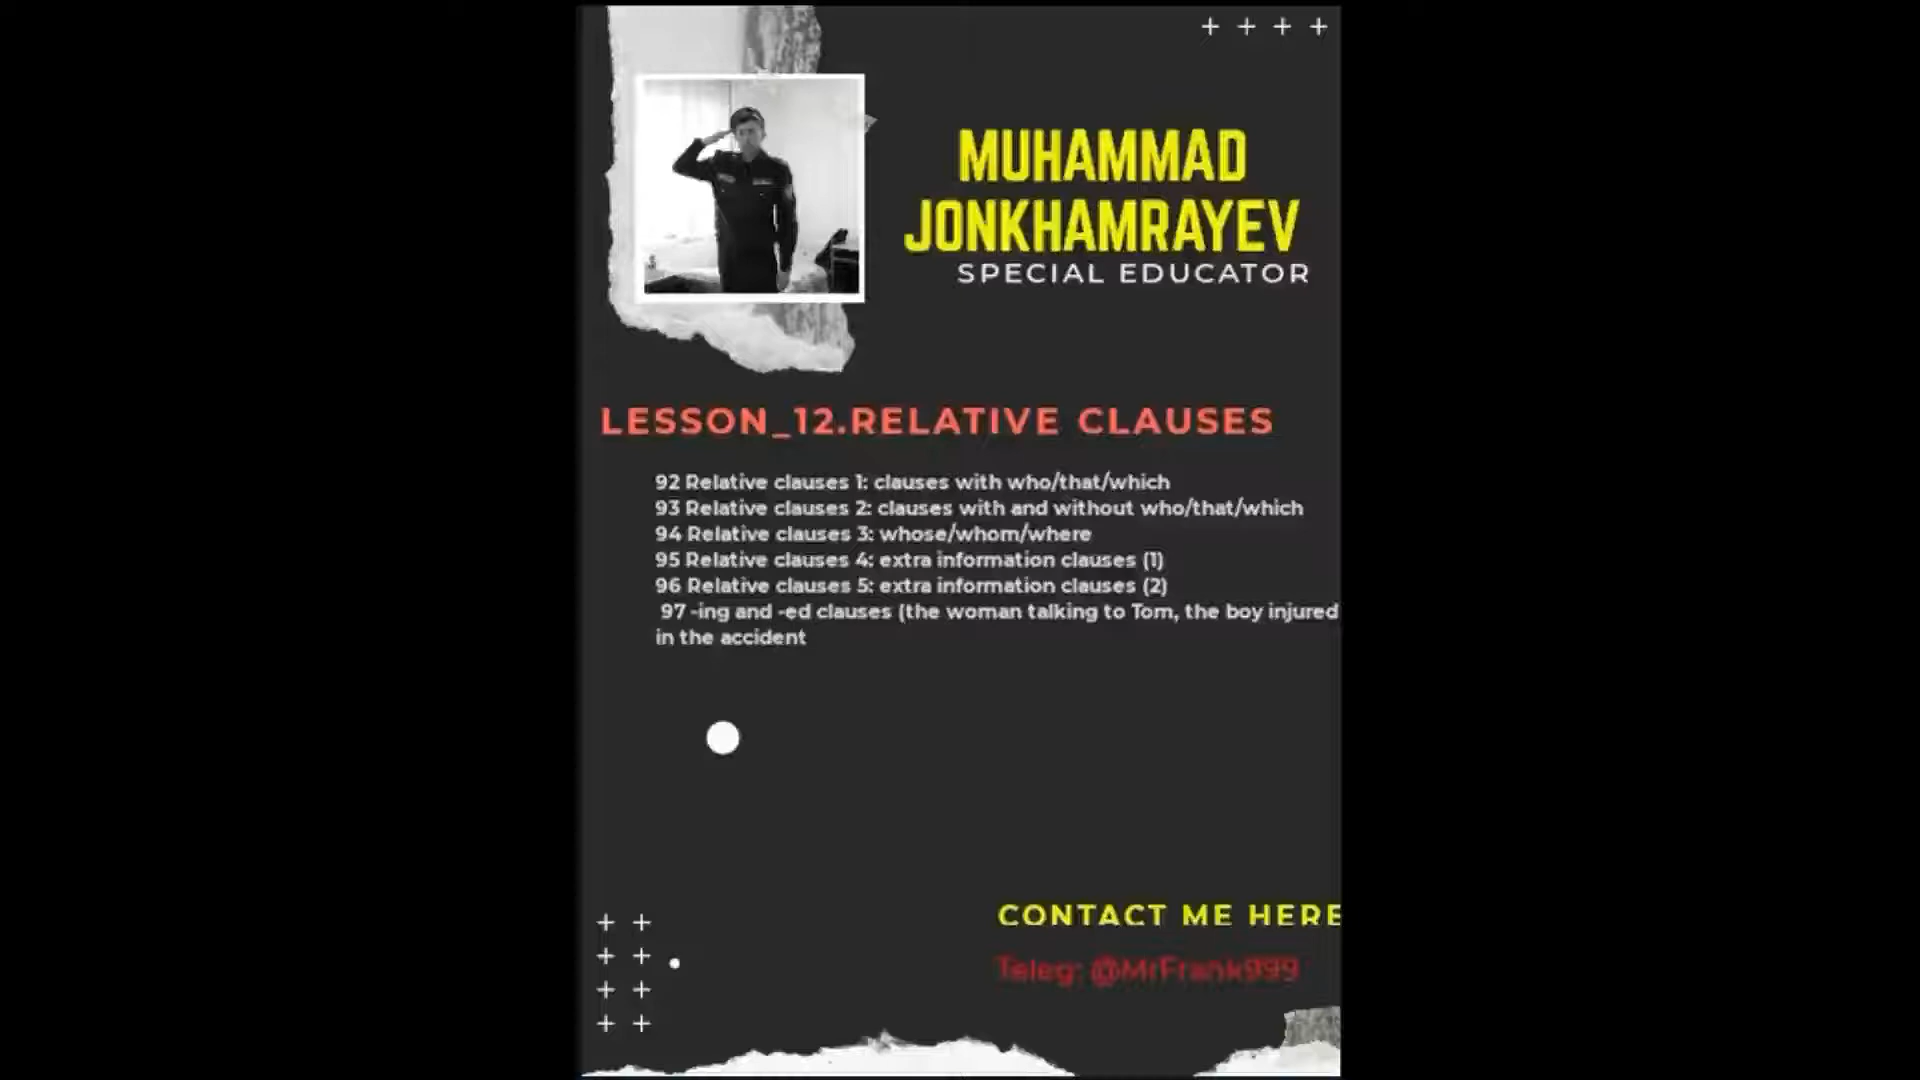 MUHAMMAD
JONKHAMRAYEV
SPECIAL EDUCATOR
LESSON_12.RELATIVE CLAUSES
92 Relative clauses 1: clauses with who/that/which
93 Relative clauses 2: clauses with and without who/that/which
94 Relative clauses 3: whose/whom/where
95 Relative clauses 4: extra information clauses (1)
96 Relative clauses 5: extra information clauses (2)
97 -ing and -ed clauses (the woman talking to Tom, the boy injured
in the accident
CONTACT ME HERE
Teleg: @MrFrank999